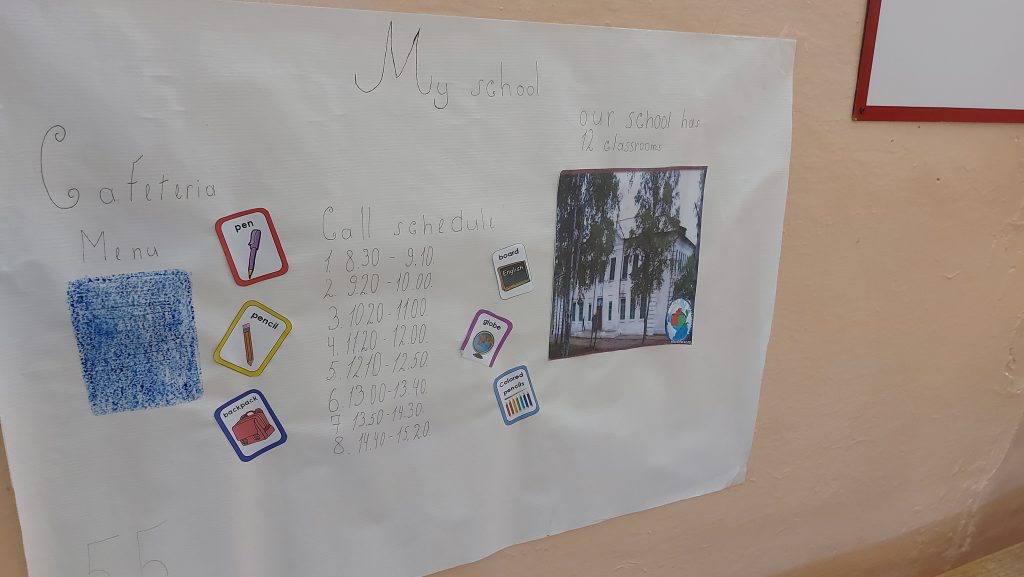 My school
our school has
12 classrooms
Cafeteria
Menu
pen
pencil
backpack
Call schedule
1. 8.30 - 9.10
2. 9.20 - 10.00.
3. 10.20 - 11.00
4. 11.20 - 12.00.
5. 12.10 - 12.50.
6. 13.00 - 13.40.
7. 13.50 - 14.30.
8. 14.40 - 15.20.
board
English
globe
colored
pencils